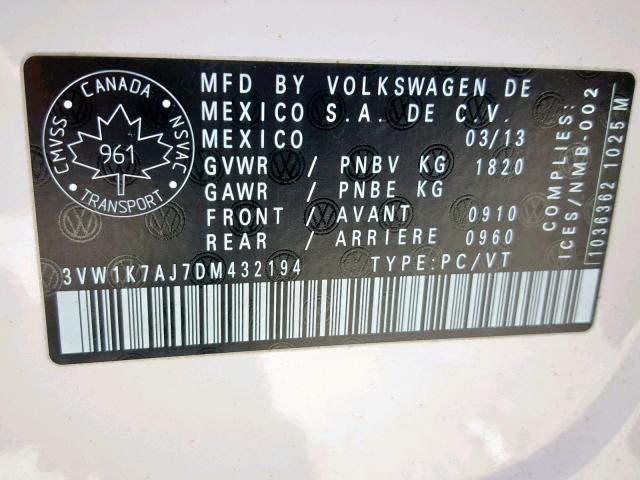 CANADA
CMVSS
NSVAC
961
TRANSPORT
MFD BY VOLKSWAGEN DE
MEXICO S.A. DE C.V.
MEXICO 03/13
GVWR / PNBV KG 1820
GAWR / PNBE KG
FRONT / AVANT 0910
REAR / ARRIERE 0960
3VW1K7AJ7DM432194 TYPE:PC/VT
COMPLIES:
ICES/NMB-002
1036362 1025 M